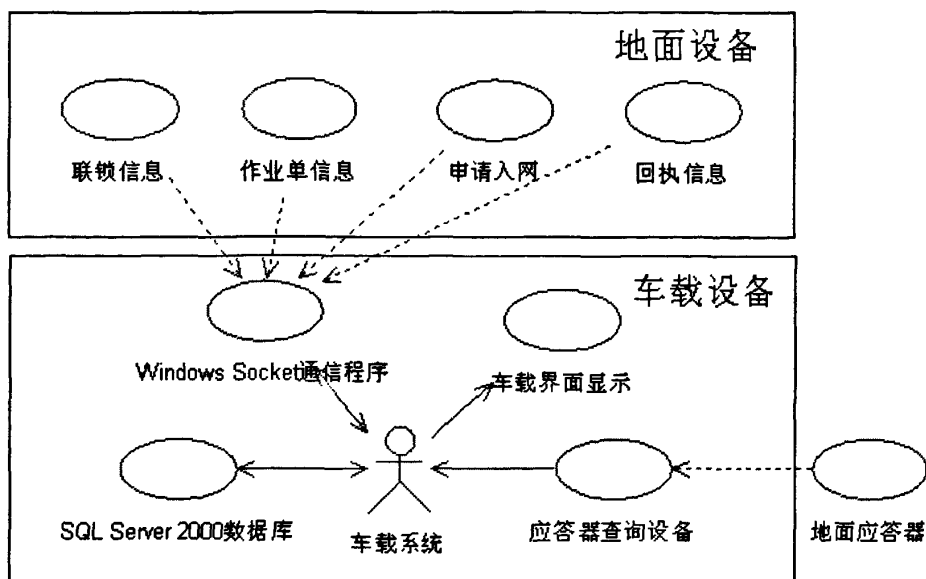 地面设备
联锁信息
作业单信息
申请入网
回执信息
车载设备
Windows Socket通信程序
车载界面显示
SQL Server 2000数据库
车载系统
应答器查询设备
地面应答器